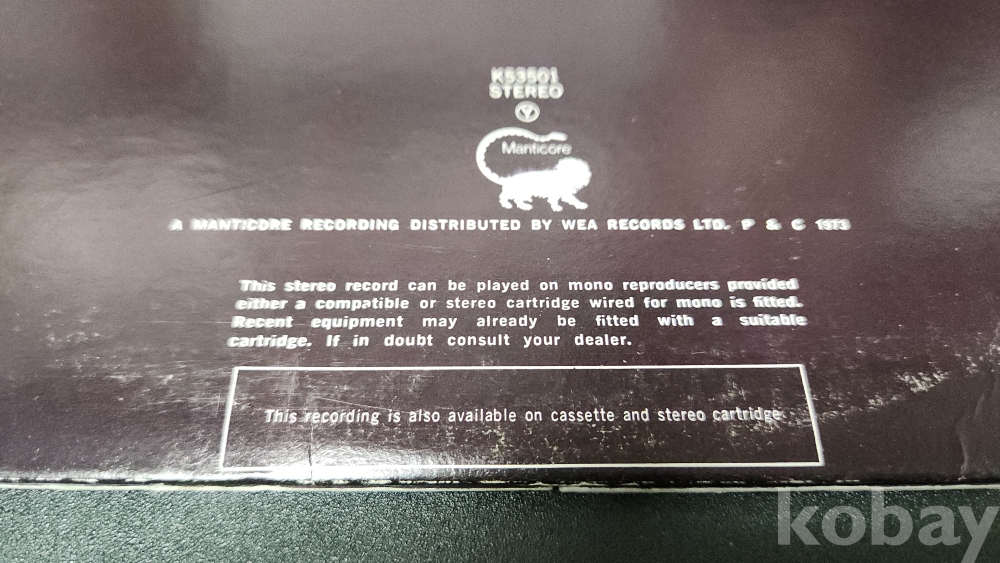 K53501
STEREO
Manticore
A MANTICORE RECORDING DISTRIBUTED BY WEA RECORDS LTD. P & C 1973
This stereo record can be played on mono reproducers provided
either a compatible or stereo cartridge wired for mono is fitted.
Recent equipment may already be fitted with a suitable
cartridge. If in doubt consult your dealer.
This recording is also available on cassette and stereo cartridge
kobay